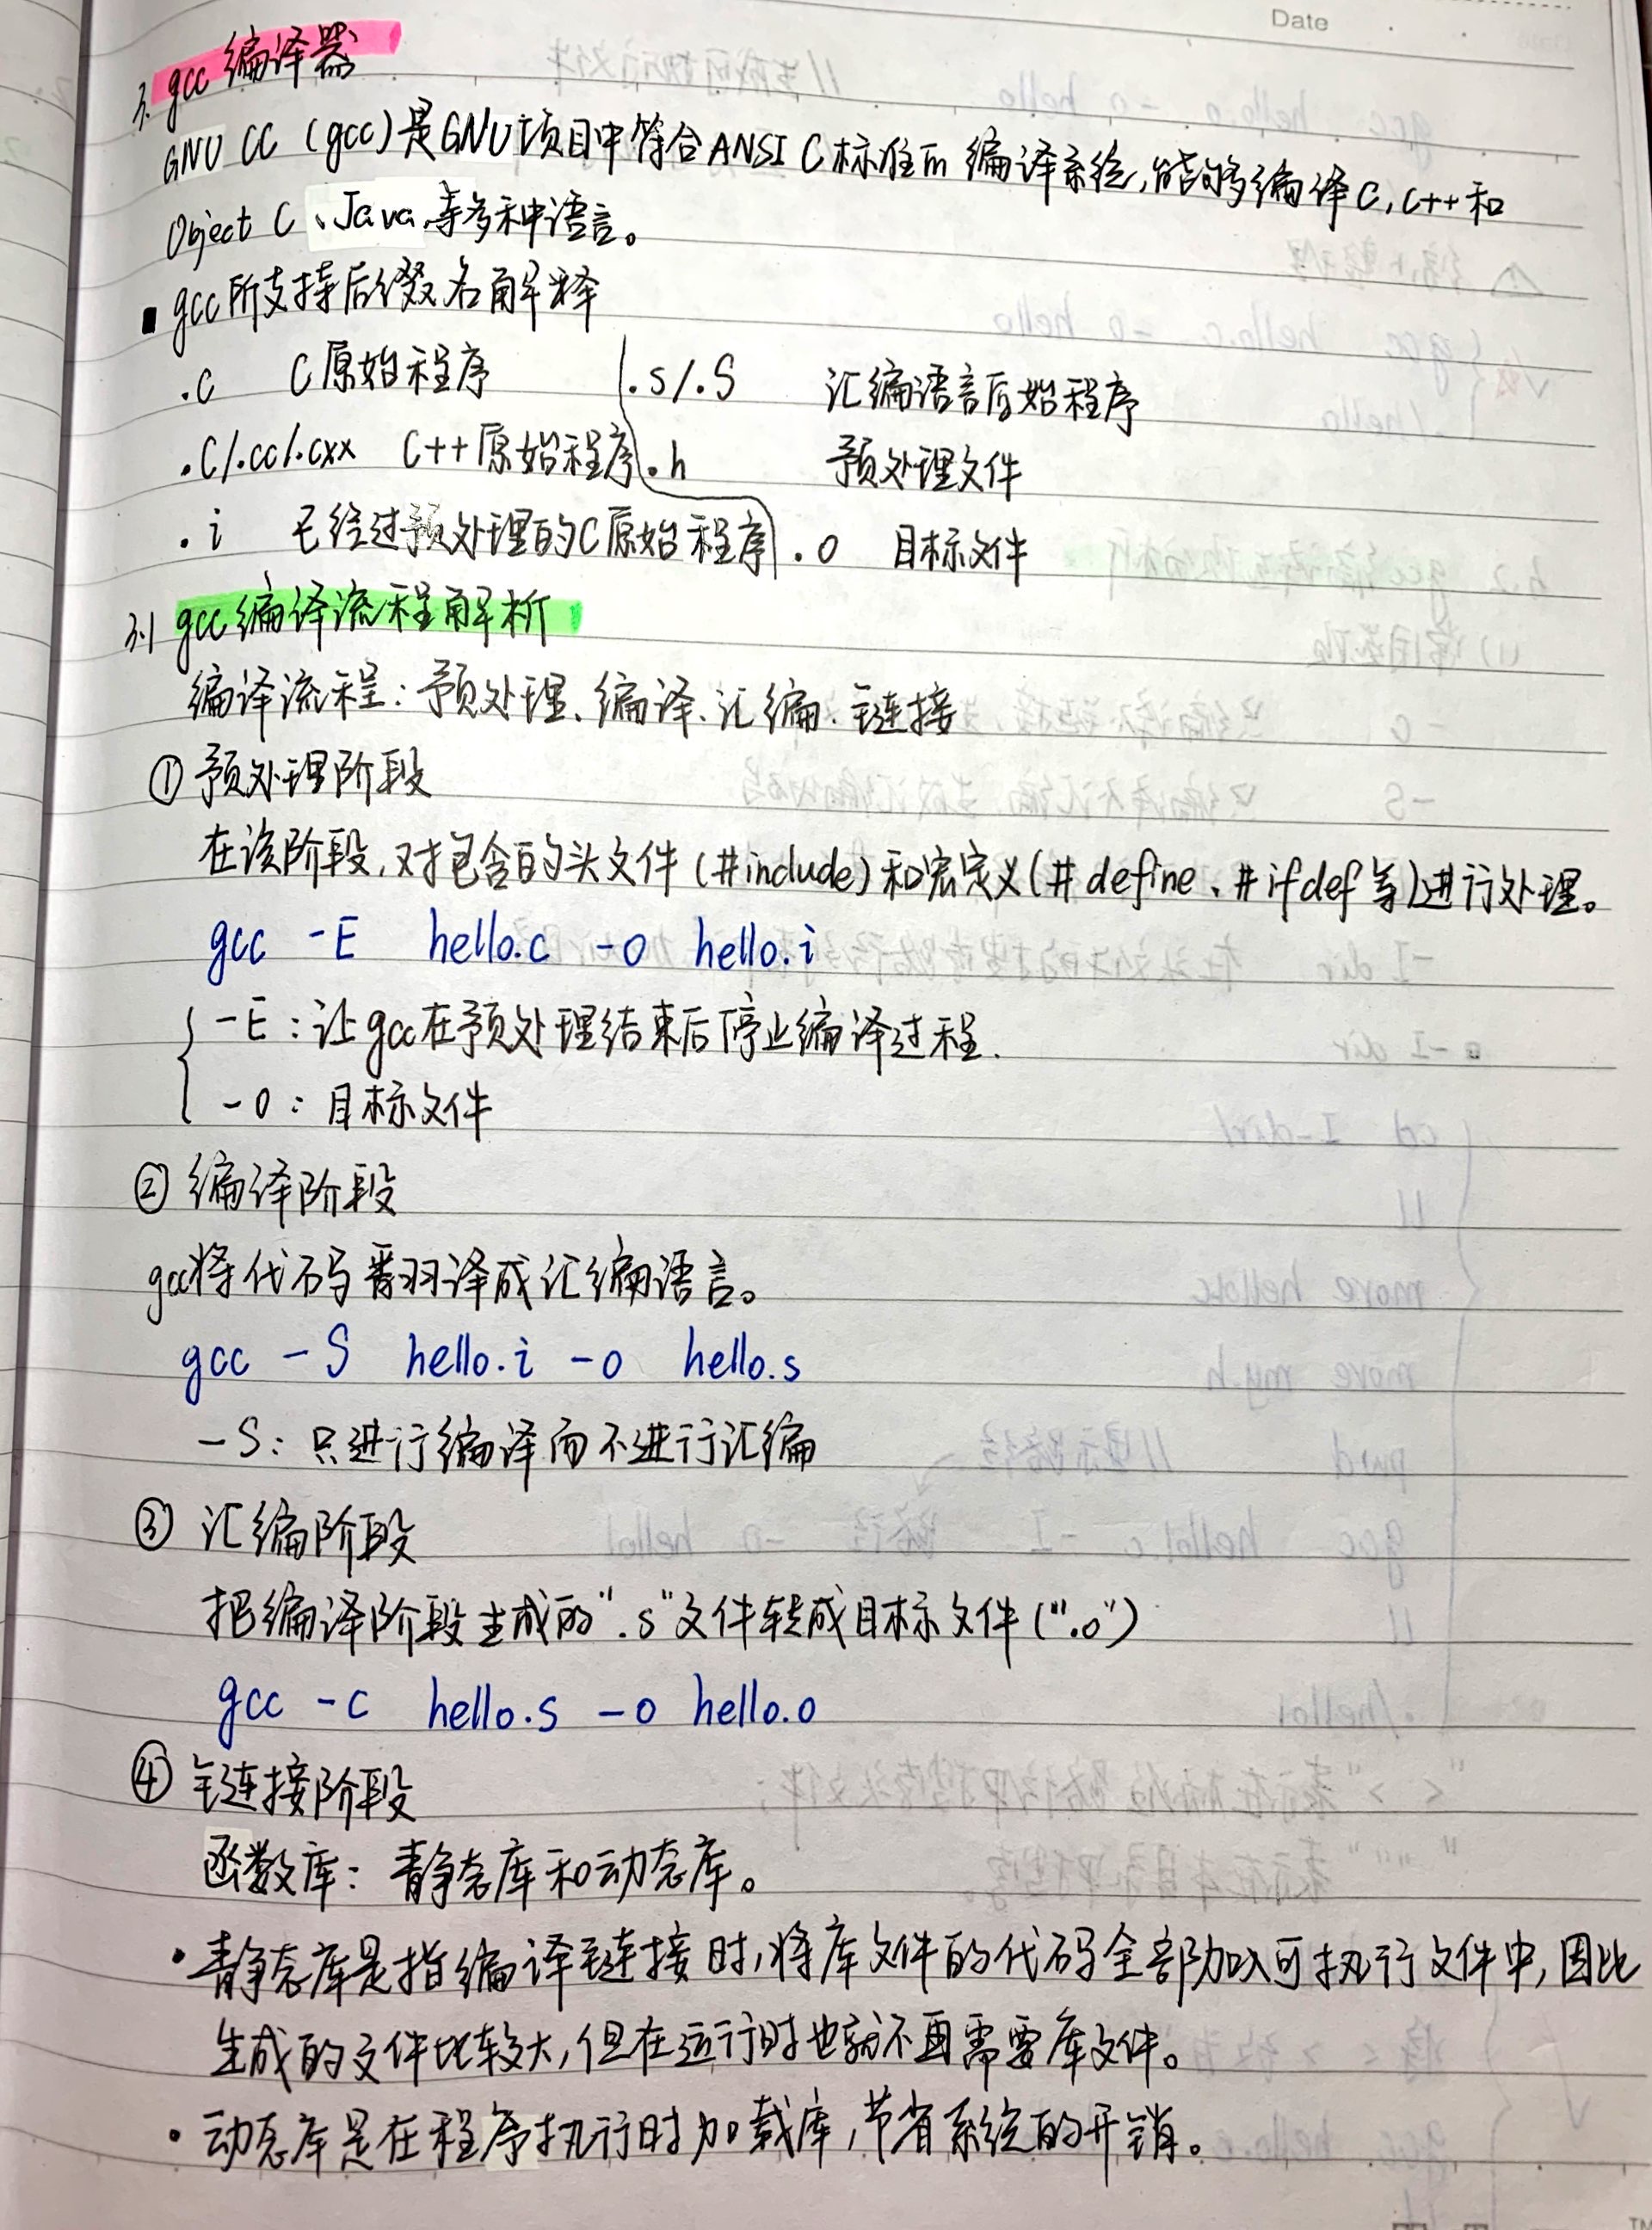 Date
3. gcc 编译器
GNU CC (gcc)是GNU项目中符合ANSI C标准的编译系统,能够编译C,C++和
Object C、Java等多种语言。
▪ gcc所支持后缀名解释
.c C原始程序 .s/.S 汇编语言原始程序
.C/.cc/.cxx C++原始程序 .h 预处理文件
.i 已经过预处理的C原始程序 .o 目标文件
3.1 gcc编译流程解析
编译流程:预处理、编译、汇编、链接
① 预处理阶段
在该阶段,对包含的头文件(#include)和宏定义(#define、#ifdef等)进行处理。
gcc -E hello.c -o hello.i
-E:让gcc在预处理结束后停止编译过程.
-o:目标文件
② 编译阶段
gcc将代码翻译成汇编语言。
gcc -S hello.i -o hello.s
-S:只进行编译而不进行汇编
③ 汇编阶段
把编译阶段生成的".s"文件转成目标文件(".o")
gcc -c hello.s -o hello.o
④ 链接阶段
函数库:静态库和动态库。
• 静态库是指编译链接时,将库文件的代码全部加入可执行文件中,因此
生成的文件比较大,但在运行时也就不再需要库文件。
• 动态库是在程序执行时加载库,节省系统的开销。